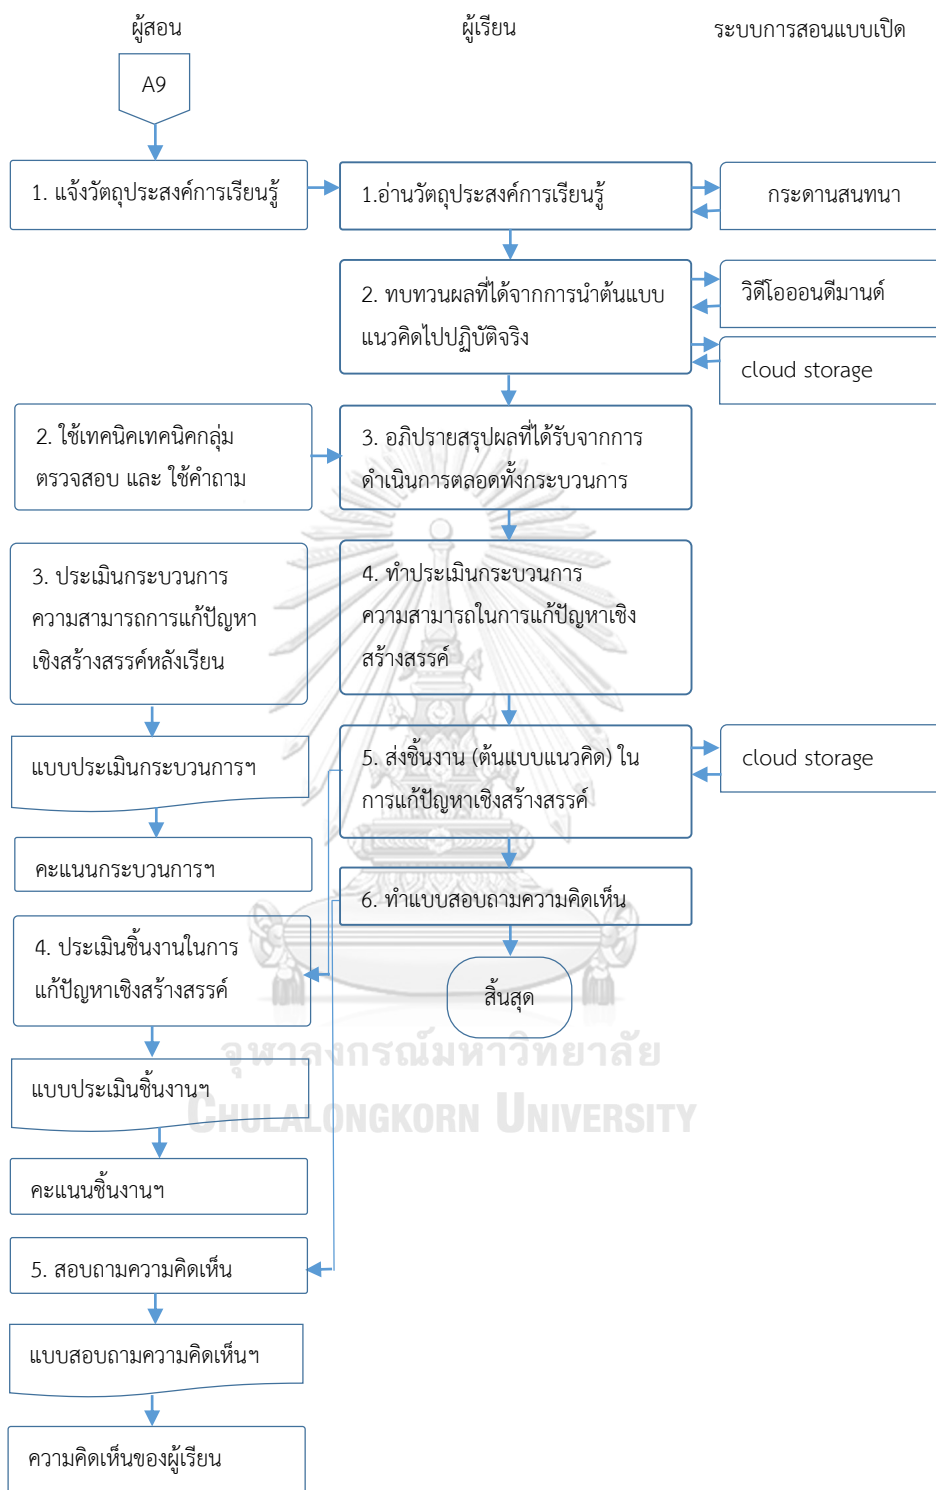 ผู้สอน
ผู้เรียน
ระบบการสอนแบบเปิด
A9
1. แจ้งวัตถุประสงค์การเรียนรู้
1.อ่านวัตถุประสงค์การเรียนรู้
กระดานสนทนา
2. ทบทวนผลที่ได้จากการนำต้นแบบ
แนวคิดไปปฏิบัติจริง
วิดีโอออนดีมานด์
cloud storage
2. ใช้เทคนิคเทคนิคกลุ่ม
ตรวจสอบ และ ใช้คำถาม
3. อภิปรายสรุปผลที่ได้รับจากการ
ดำเนินการตลอดทั้งกระบวนการ
3. ประเมินกระบวนการ
ความสามารถการแก้ปัญหา
เชิงสร้างสรรค์หลังเรียน
4. ทำประเมินกระบวนการ
ความสามารถในการแก้ปัญหาเชิง
สร้างสรรค์
แบบประเมินกระบวนการฯ
5. ส่งชิ้นงาน (ต้นแบบแนวคิด) ใน
การแก้ปัญหาเชิงสร้างสรรค์
cloud storage
คะแนนกระบวนการฯ
6. ทำแบบสอบถามความคิดเห็น
4. ประเมินชิ้นงานในการ
แก้ปัญหาเชิงสร้างสรรค์
สิ้นสุด
จุฬาลงกรณ์มหาวิทยาลัย
CHULALONGKORN UNIVERSITY
แบบประเมินชิ้นงานฯ
คะแนนชิ้นงานฯ
5. สอบถามความคิดเห็น
แบบสอบถามความคิดเห็นฯ
ความคิดเห็นของผู้เรียน